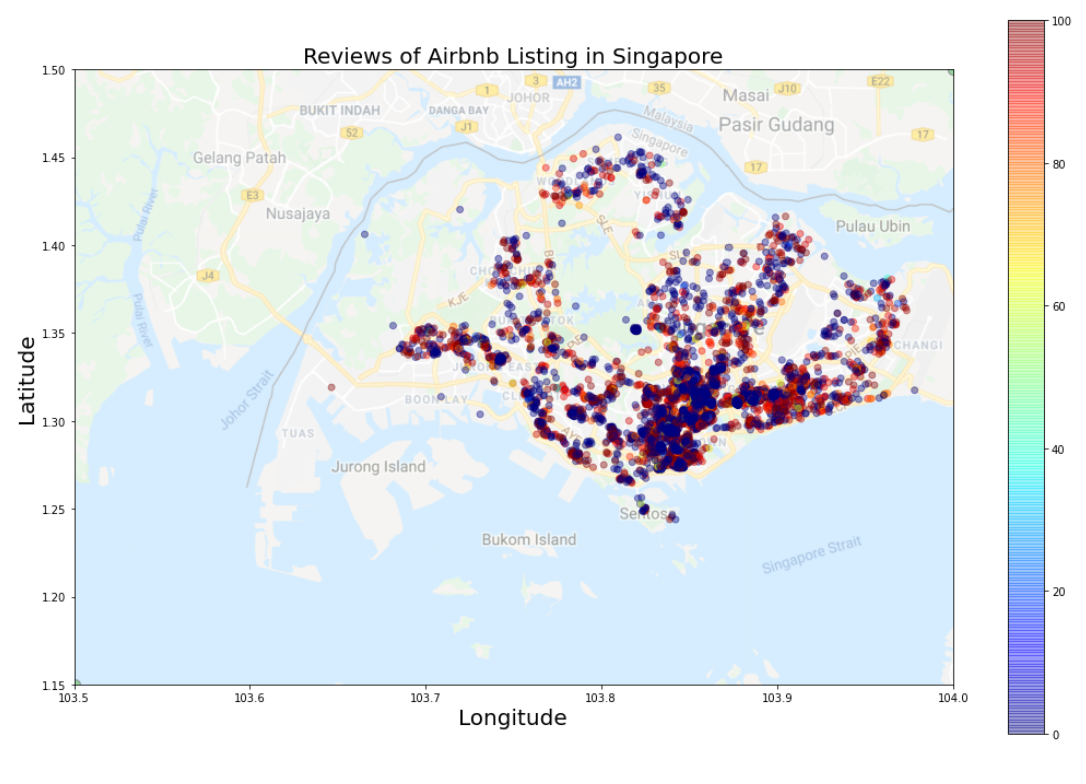 Reviews of Airbnb Listing in Singapore
100
80
60
40
20
0
1.50
1.45
1.40
1.35
1.30
1.25
1.20
1.15
Latitude
103.5
103.6
103.7
103.8
103.9
104.0
Longitude
BUKIT INDAH
DANGA BAY
JOHOR
AH2
1
3
35
J10
E22
Masai
Pasir Gudang
52
J1
17
17
Malaysia
Singapore
Gelang Patah
E3
Nusajaya
Pulai River
Pulai River
J4
SLE
Pulau Ubin
KJE
PIE
CHANGI
BOON LAY
TUAS
Johor Strait
Jurong Island
Sentosa
Bukom Island
Singapore Strait